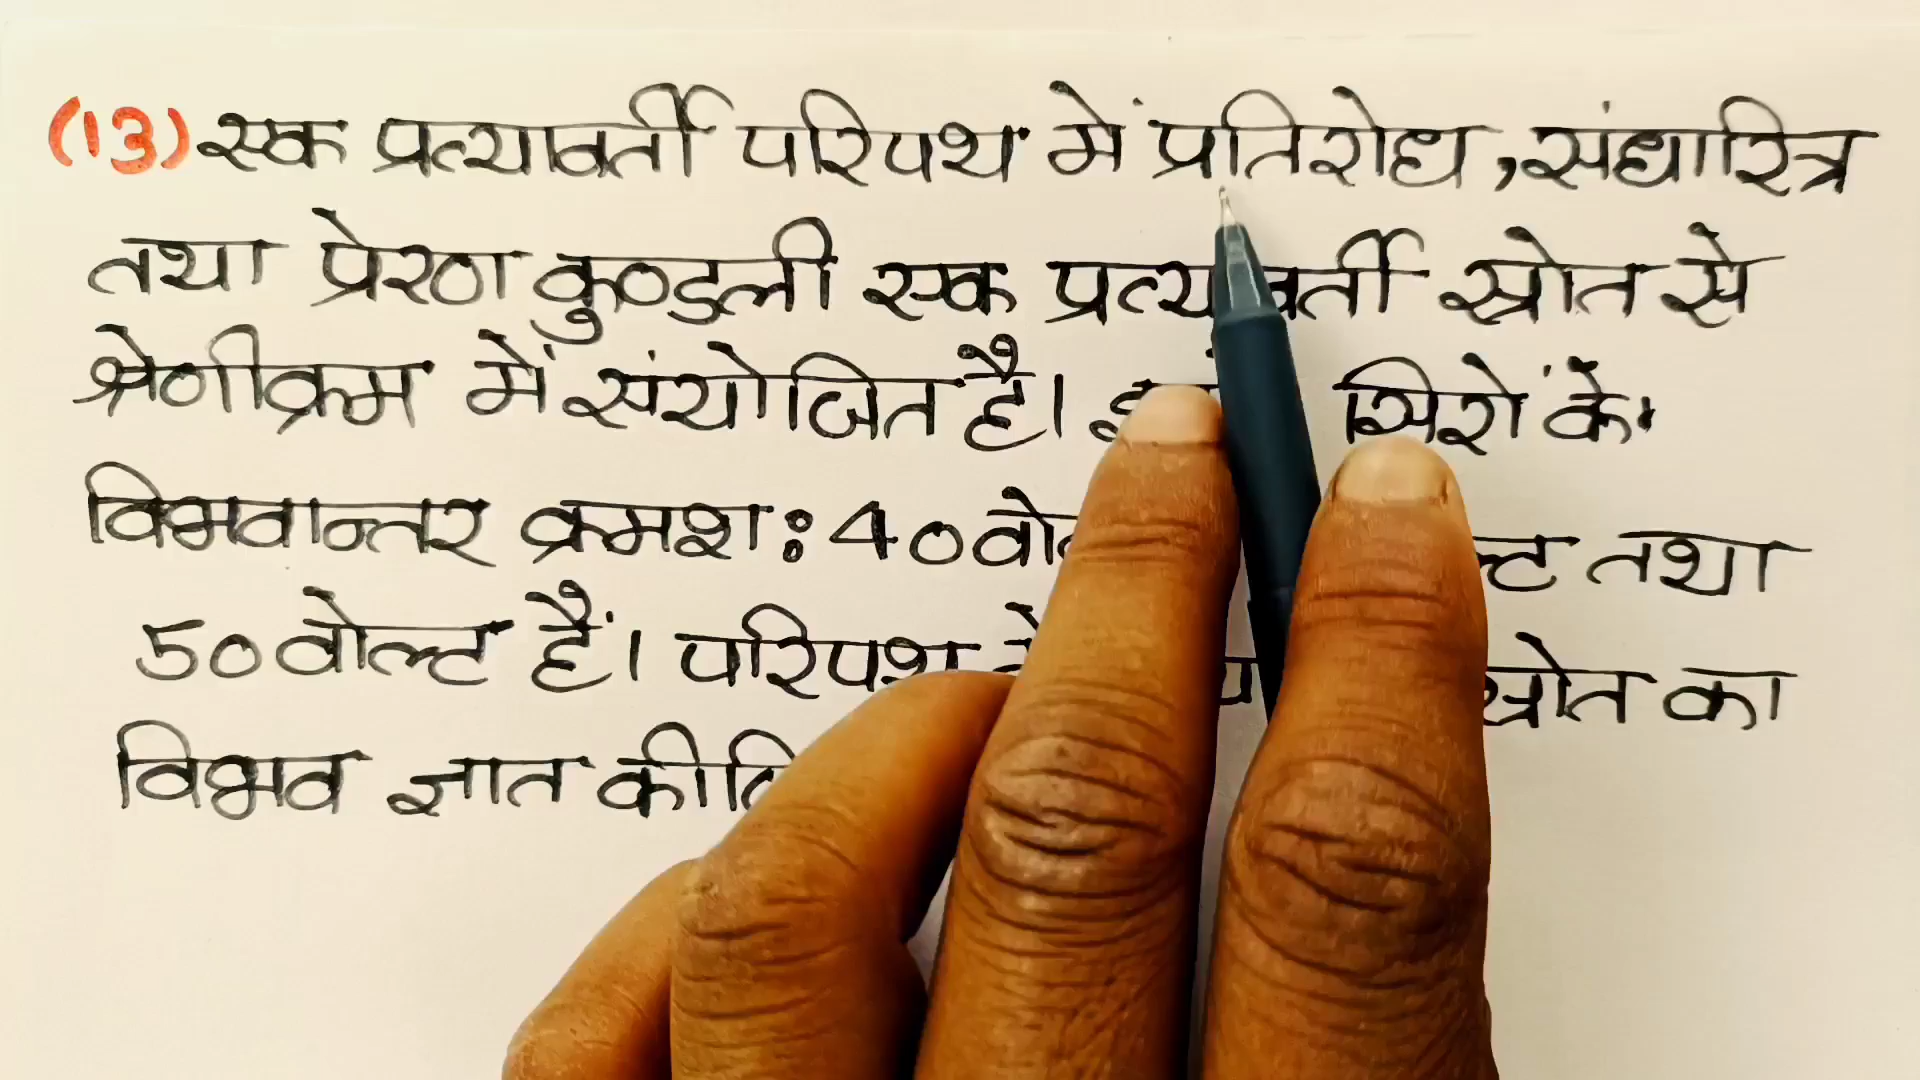 (13) एक प्रत्यावर्ती परिपथ में प्रतिरोध, संधारित्र
तथा प्रेरण कुण्डली एक प्रत्यावर्ती स्रोत से
श्रेणीक्रम में संयोजित है। सिरों के
विभवान्तर क्रमशः 40 तथा
50 वोल्ट हैं। परिपथ स्रोत का
विभव ज्ञात